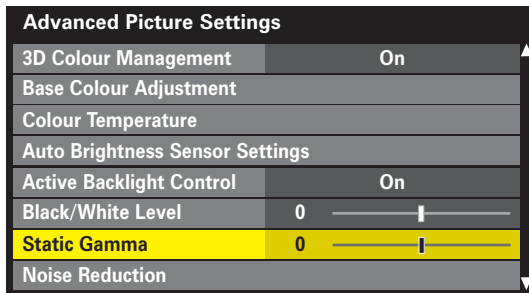 Advanced Picture Settings
3D Colour Management On
Base Colour Adjustment
Colour Temperature
Auto Brightness Sensor Settings
Active Backlight Control On
Black/White Level 0
Static Gamma 0
Noise Reduction